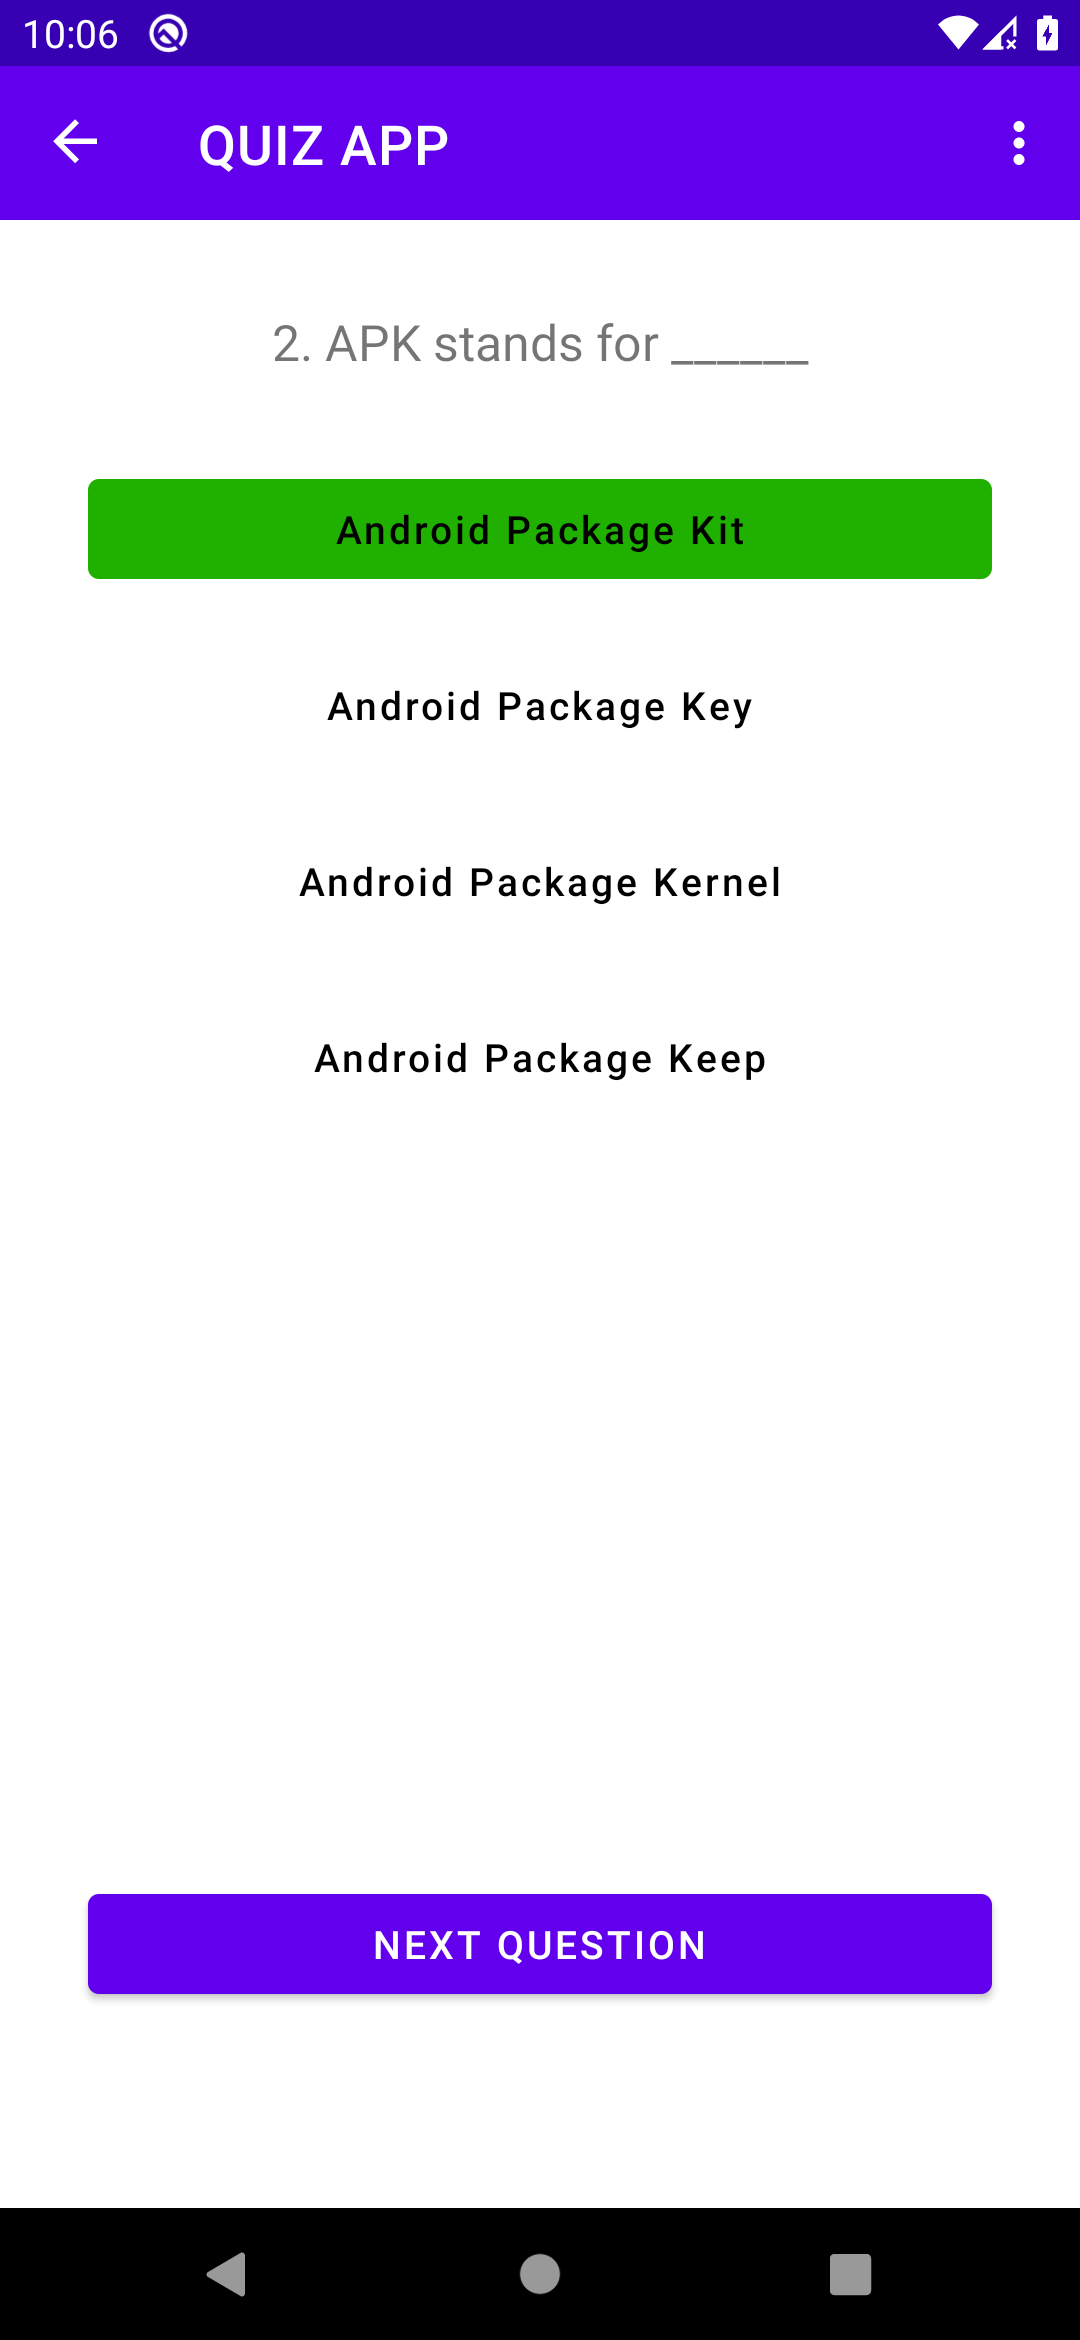 10:06
QUIZ APP
2. APK stands for ______
Android Package Kit
Android Package Key
Android Package Kernel
Android Package Keep
NEXT QUESTION